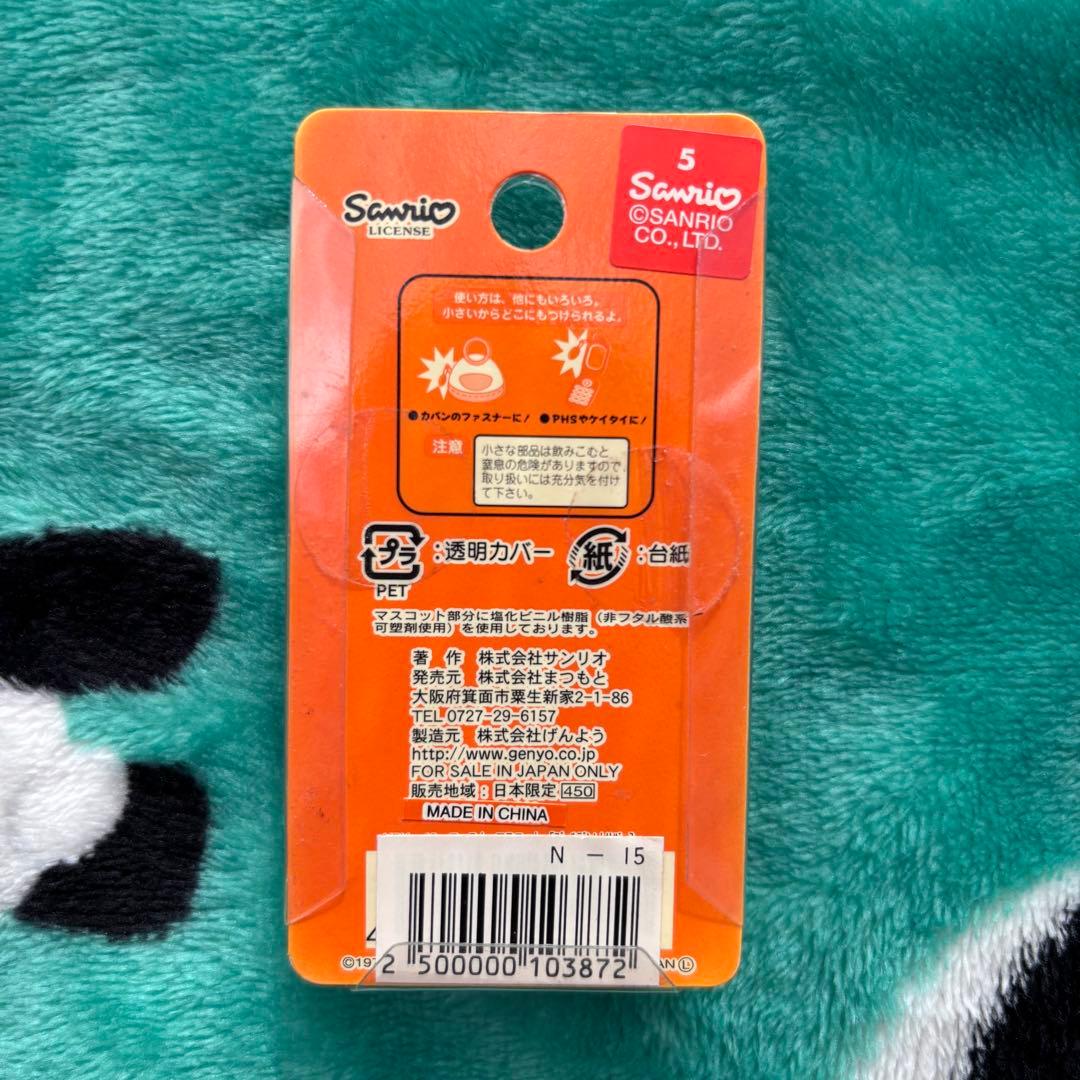 5
Sanrio
©SANRIO
CO., LTD.
Sanrio
LICENSE
使い方は、他にもいろいろ。
小さいからどこにもつけられるよ。
●カバンのファスナーに! ●PHSやケイタイに!
注意
小さな部品は飲みこむと
窒息の危険がありますので、
取り扱いには充分気を付け
て下さい。
プラ:透明カバー 紙:台紙
PET
マスコット部分に塩化ビニル樹脂(非フタル酸系
可塑剤使用)を使用しております。
著 作 株式会社サンリオ
発売元 株式会社まつもと
大阪府箕面市粟生新家2-1-86
TEL 0727-29-6157
製造元 株式会社げんよう
http://www.genyo.co.jp
FOR SALE IN JAPAN ONLY
販売地域:日本限定 450
MADE IN CHINA
N - 15
2 500000 103872